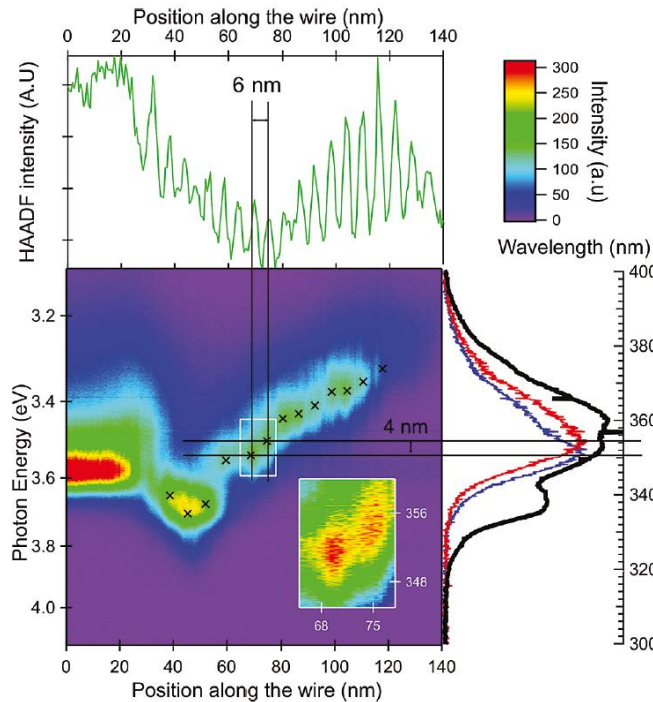 Position along the wire (nm)
0 20 40 60 80 100 120 140
HAADF intensity (A.U)
6 nm
300
250
200
150
100
50
0
Intensity (a.u)
Wavelength (nm)
400
380
360
340
320
300
3.2
3.4
3.6
3.8
4.0
Photon Energy (eV)
4 nm
356
348
68 75
0 20 40 60 80 100 120 140
Position along the wire (nm)